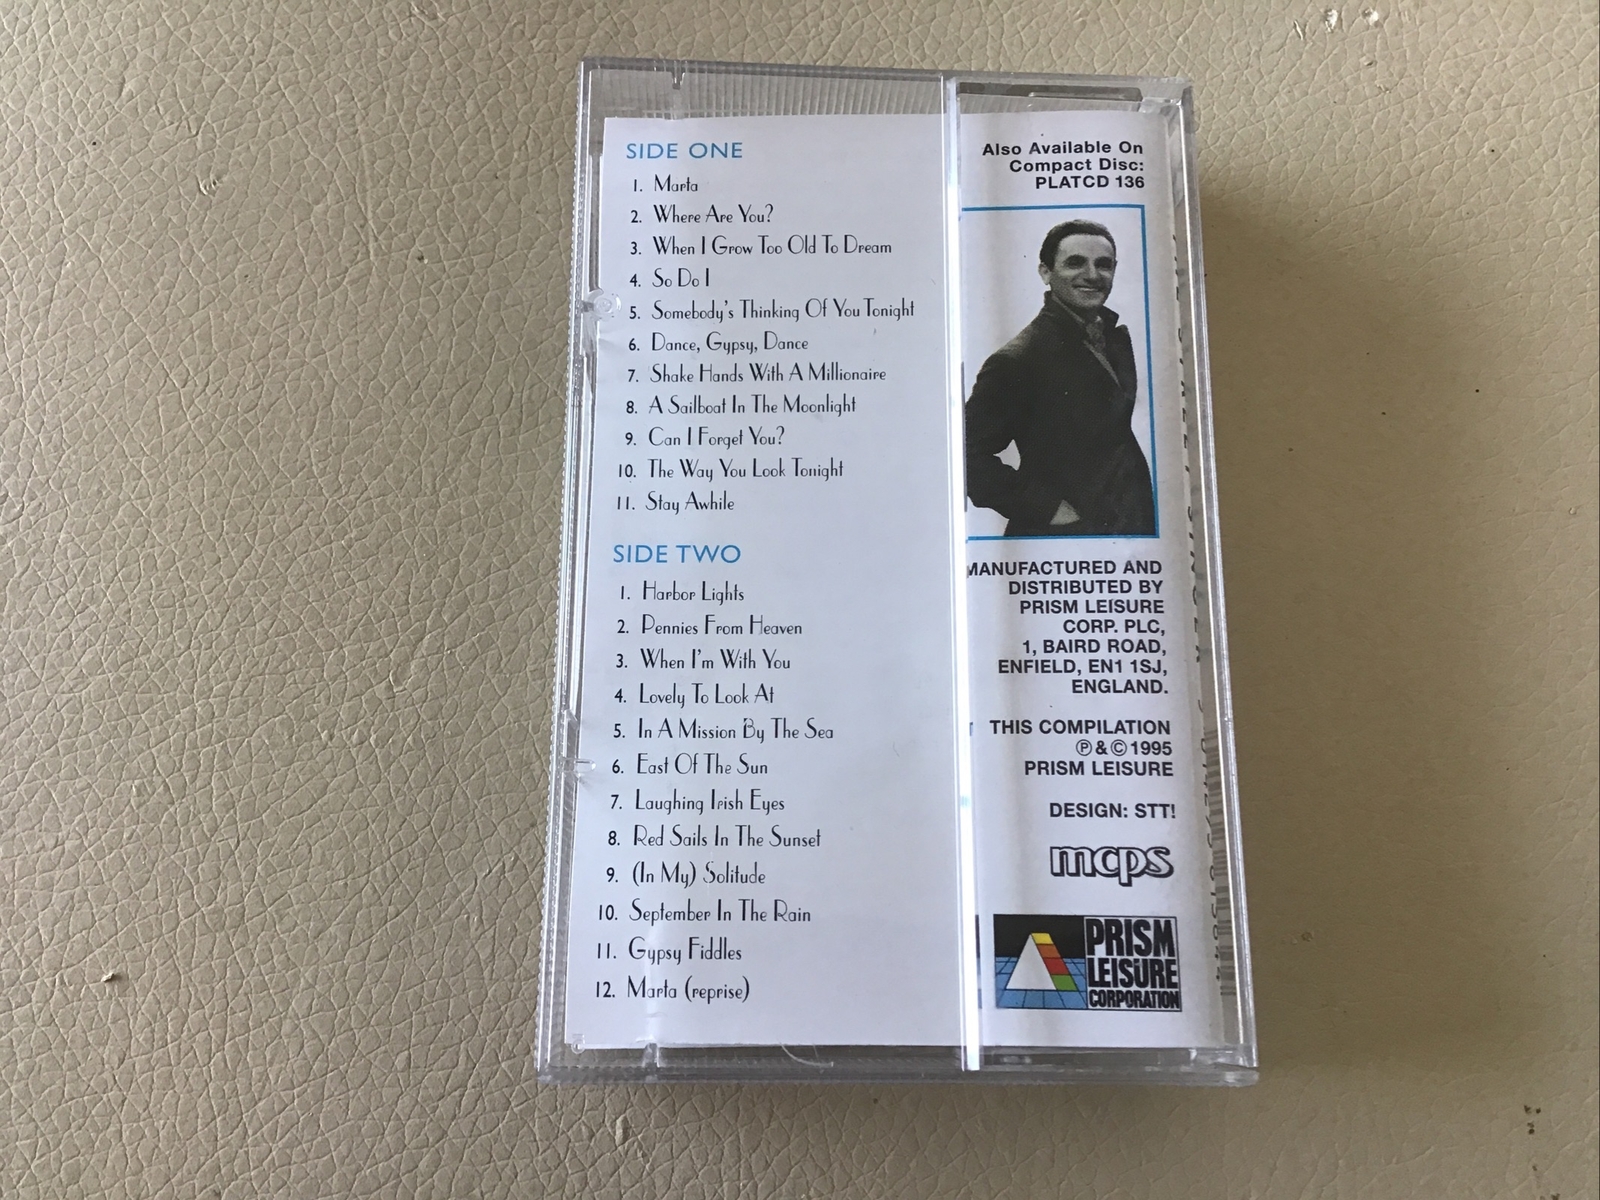 SIDE ONE
1. Marta
2. Where Are You?
3. When I Grow Too Old To Dream
4. So Do I
5. Somebody's Thinking Of You Tonight
6. Dance, Gypsy, Dance
7. Shake Hands With A Millionaire
8. A Sailboat In The Moonlight
9. Can I Forget You?
10. The Way You Look Tonight
11. Stay Awhile
SIDE TWO
1. Harbor Lights
2. Pennies From Heaven
3. When I'm With You
4. Lovely To Look At
5. In A Mission By The Sea
6. East Of The Sun
7. Laughing Irish Eyes
8. Red Sails In The Sunset
9. (In My) Solitude
10. September In The Rain
11. Gypsy Fiddles
12. Marta (reprise)
Also Available On
Compact Disc:
PLATCD 136
MANUFACTURED AND
DISTRIBUTED BY
PRISM LEISURE
CORP. PLC,
1, BAIRD ROAD,
ENFIELD, EN1 1SJ,
ENGLAND.
THIS COMPILATION
℗ & © 1995
PRISM LEISURE
DESIGN: STT!
mcps
PRISM
LEISURE
CORPORATION